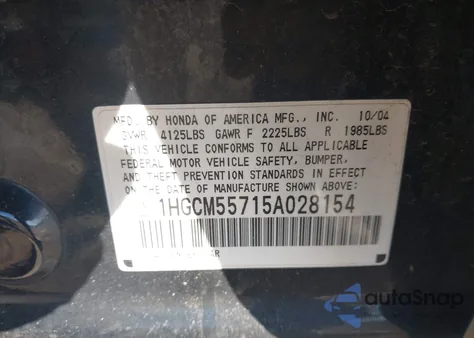 MFD. BY HONDA OF AMERICA MFG., INC. 10/04
GVWR 4125LBS GAWR F 2225LBS R 1985LBS
THIS VEHICLE CONFORMS TO ALL APPLICABLE
FEDERAL MOTOR VEHICLE SAFETY, BUMPER,
AND THEFT PREVENTION STANDARDS IN EFFECT
ON THE DATE OF MANUFACTURE SHOWN ABOVE:
1HGCM55715A028154
autoSnap